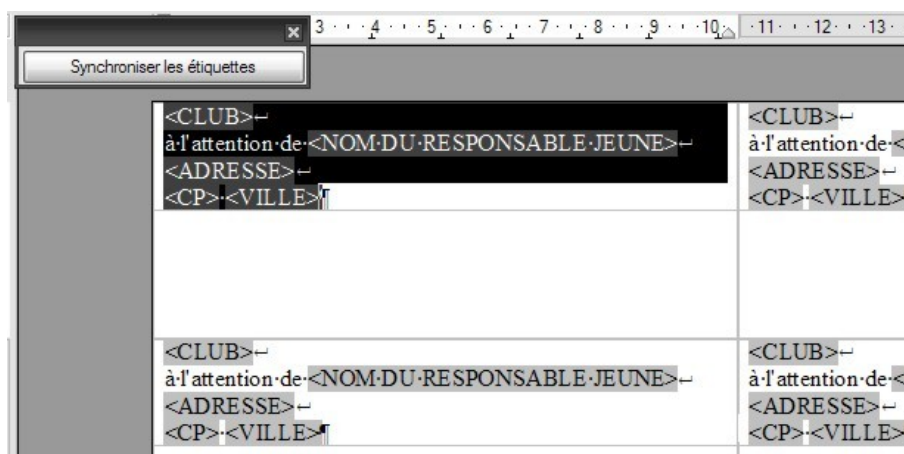 3 4 5 6 7 8 9 10 11 12 13
Synchroniser les étiquettes
<CLUB>
à l'attention de <NOM DU RESPONSABLE JEUNE>
<ADRESSE>
<CP> <VILLE>
<CLUB>
à l'attention de <
<ADRESSE>
<CP> <VILLE>
<CLUB>
à l'attention de <NOM DU RESPONSABLE JEUNE>
<ADRESSE>
<CP> <VILLE>
<CLUB>
à l'attention de <
<ADRESSE>
<CP> <VILLE>